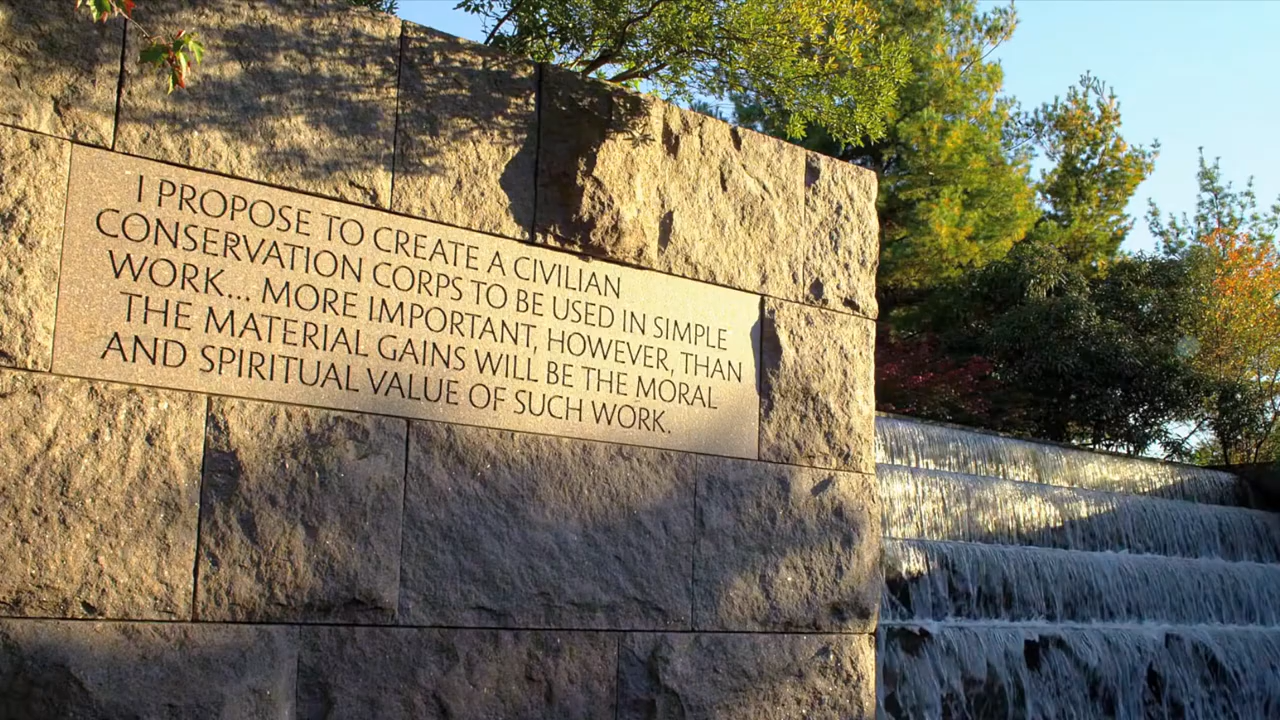 I PROPOSE TO CREATE A CIVILIAN
CONSERVATION CORPS TO BE USED IN SIMPLE
WORK... MORE IMPORTANT, HOWEVER, THAN
THE MATERIAL GAINS WILL BE THE MORAL
AND SPIRITUAL VALUE OF SUCH WORK.